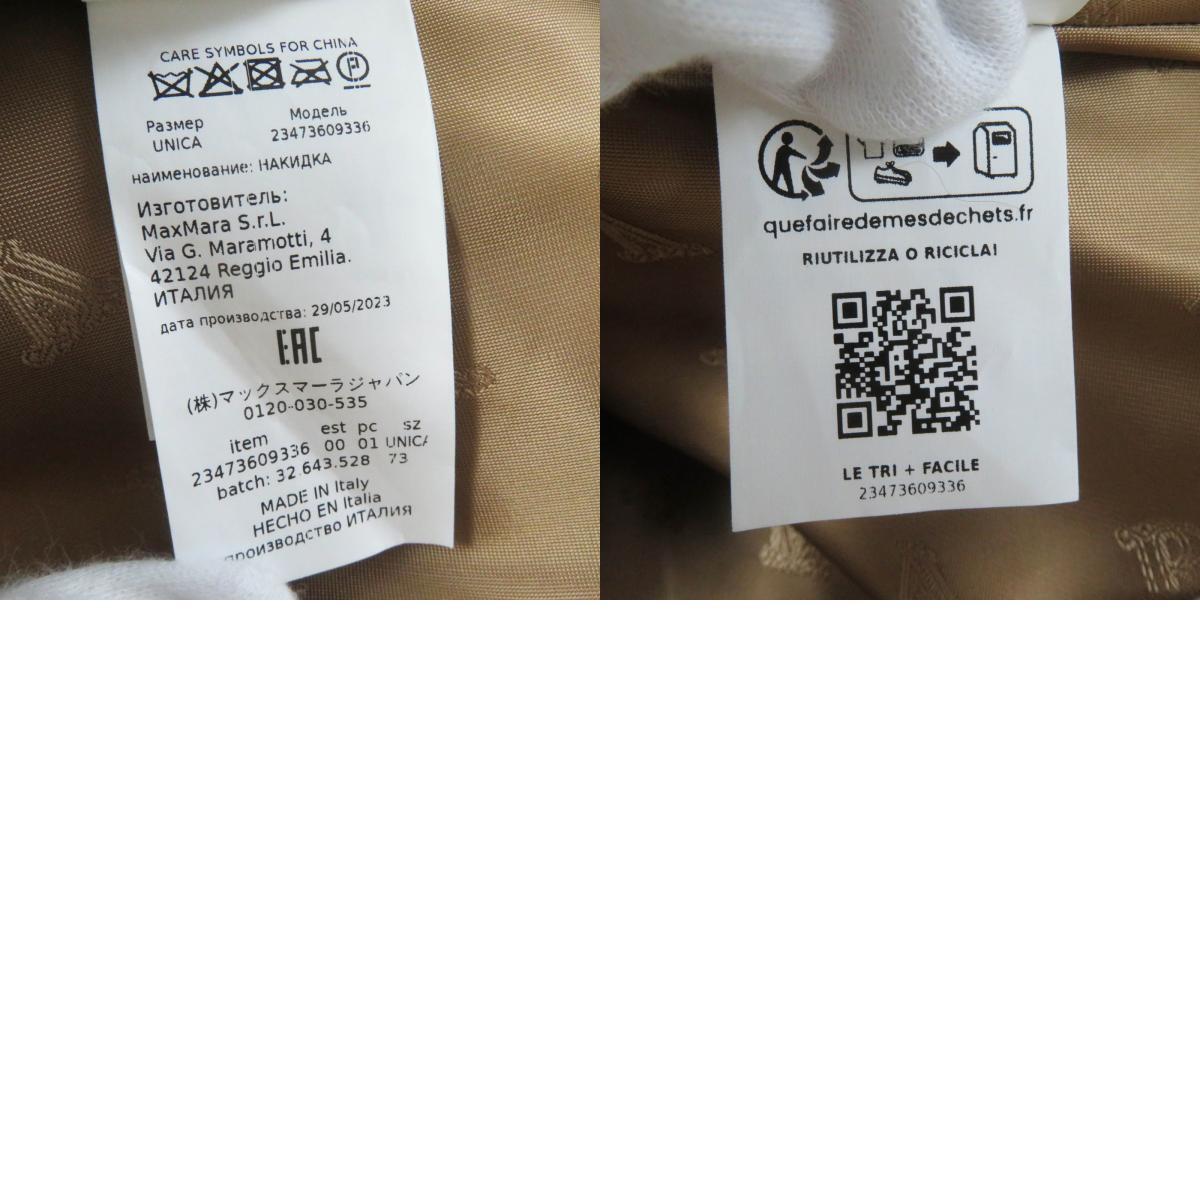 CARE SYMBOLS FOR CHINA
P
Размер Модель
UNICA 23473609336
наименование: НАКИДКА
Изготовитель:
MaxMara S.r.L.
Via G. Maramotti, 4
42124 Reggio Emilia.
ИТАЛИЯ
дата производства: 29/05/2023
EAC
(株)マックスマーラジャパン
0120-030-535
item est pc sz
23473609336 00 01 UNICA
batch: 32.643.528 73
MADE IN Italy
HECHO EN Italia
производство ИТАЛИЯ
quefairedemesdechets.fr
RIUTILIZZA O RICICLA!
LE TRI + FACILE
23473609336